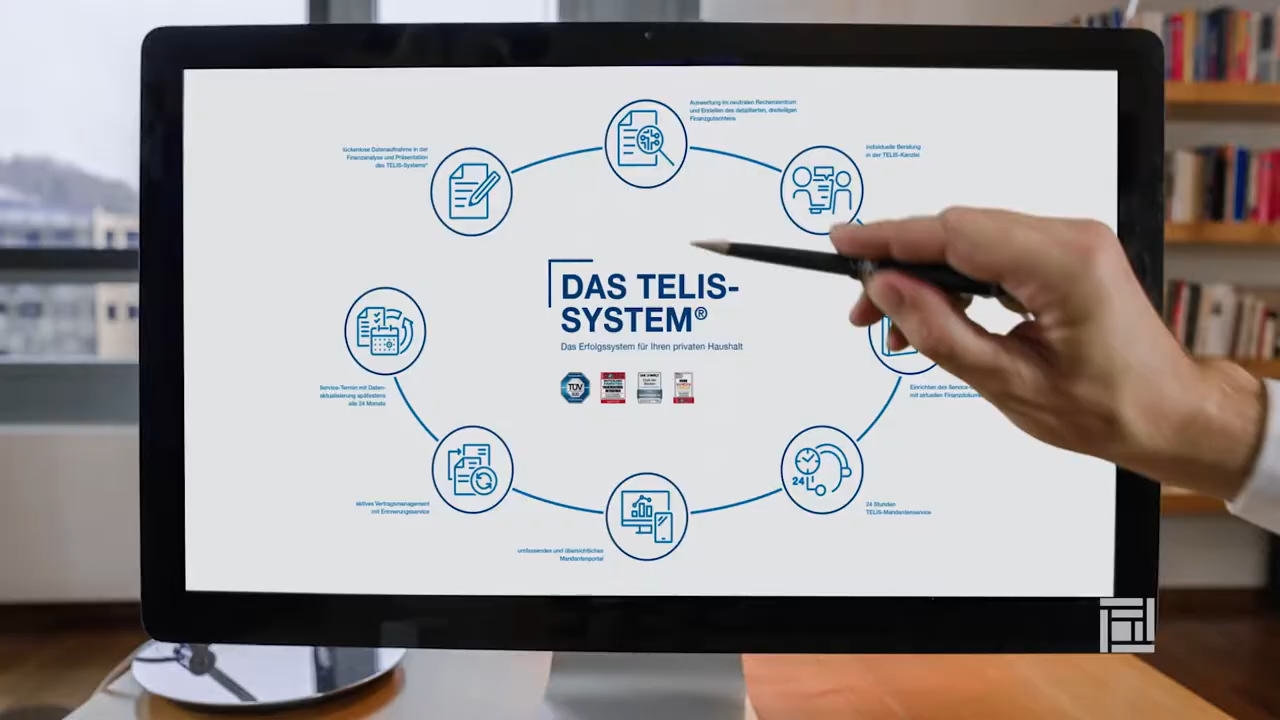 Auswertung im neutralen Rechenzentrum
und Erstellen des detaillierten, dreiteiligen
Finanzgutachtens
lückenlose Datenaufnahme in der
Finanzanalyse und Präsentation
des TELIS-Systems®
individuelle Beratung
in der TELIS-Kanzlei
DAS TELIS-
SYSTEM®
Das Erfolgssystem für Ihren privaten Haushalt
TÜV
Service-Termin mit Daten-
aktualisierung spätestens
alle 24 Monate
Einrichten des Service-
mit aktuellen
24
aktives Vertragsmanagement
mit Erinnerungsservice
24 Stunden
TELIS-Mandantenservice
umfassendes und übersichtliches
Mandantenportal